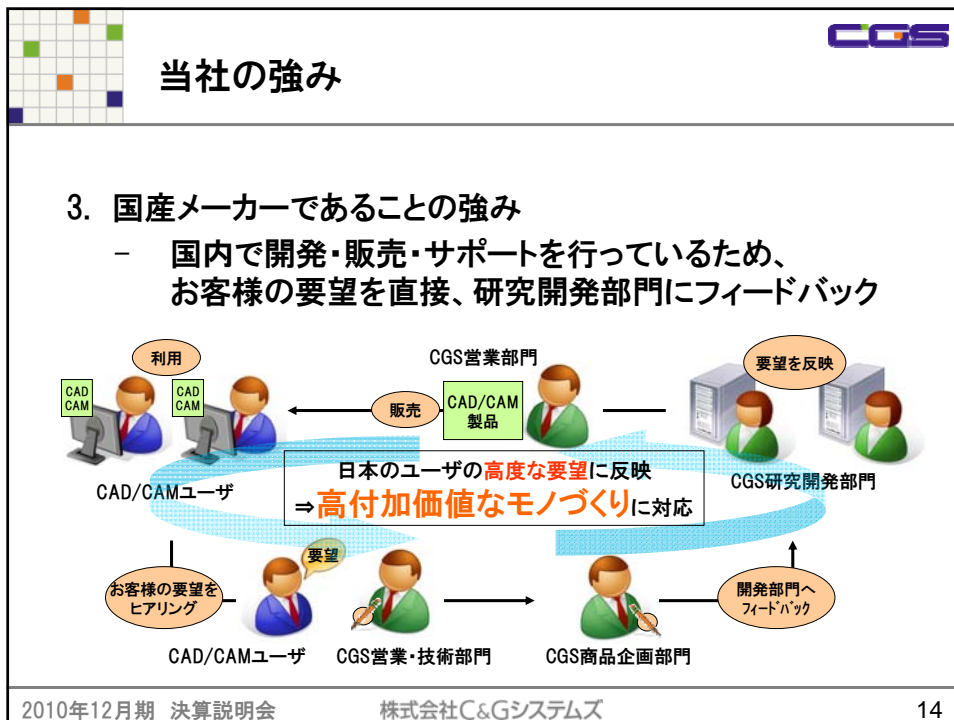 CGS
当社の強み
3. 国産メーカーであることの強み
－ 国内で開発・販売・サポートを行っているため、
お客様の要望を直接、研究開発部門にフィードバック
利用
CAD
CAM
CAD
CAM
CAD/CAMユーザ
販売
CGS営業部門
CAD/CAM
製品
要望を反映
CGS研究開発部門
日本のユーザの高度な要望に反映
⇒高付加価値なモノづくりに対応
お客様の要望を
ヒアリング
要望
CAD/CAMユーザ
CGS営業・技術部門
CGS商品企画部門
開発部門へ
ﾌｨｰﾄﾞﾊﾞｯｸ
2010年12月期 決算説明会
株式会社C&Gシステムズ
14